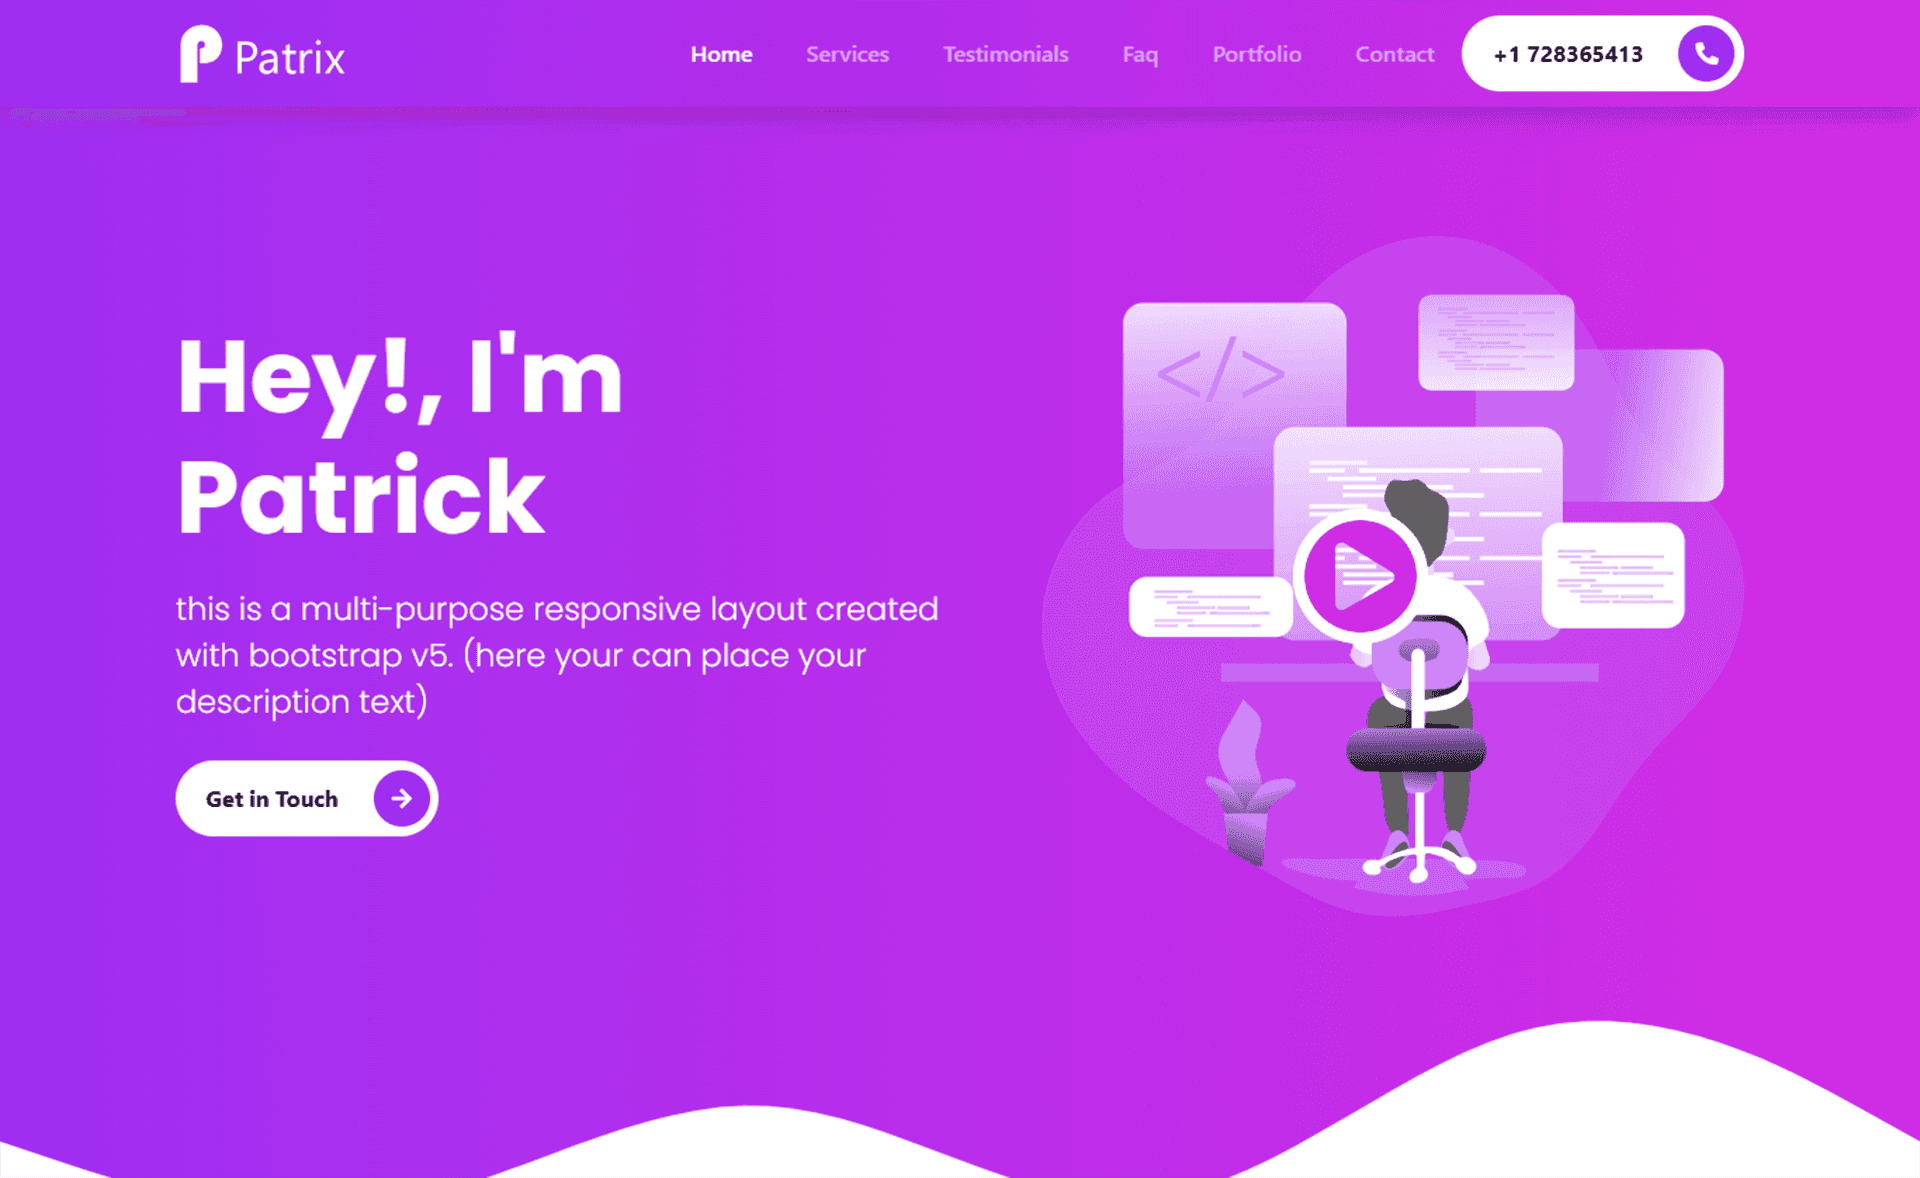 Patrix
Home Services Testimonials Faq Portfolio Contact +1 728365413
Hey!, I'm
Patrick
this is a multi-purpose responsive layout created
with bootstrap v5. (here your can place your
description text)
Get in Touch
</>